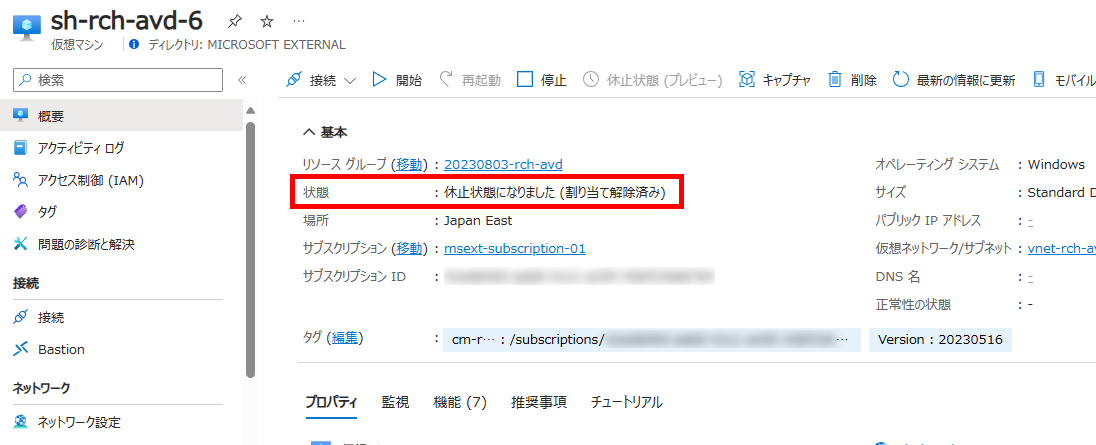 sh-rch-avd-6 ...
仮想マシン ディレクトリ: MICROSOFT EXTERNAL
検索
概要
アクティビティ ログ
アクセス制御 (IAM)
タグ
問題の診断と解決
接続
接続
Bastion
ネットワーク
ネットワーク設定
接続 開始 再起動 停止 休止状態 (プレビュー) キャプチャ 削除 最新の情報に更新 モバイル
基本
リソース グループ (移動) : 20230803-rch-avd
状態 : 休止状態になりました (割り当て解除済み)
場所 : Japan East
サブスクリプション (移動) : msext-subscription-01
サブスクリプション ID :
オペレーティング システム : Windows
サイズ : Standard D
パブリック IP アドレス : -
仮想ネットワーク/サブネット : vnet-rch-av
DNS 名 : -
正常性の状態 : -
タグ (編集) : cm-r… : /subscriptions/ … Version : 20230516
プロパティ 監視 機能 (7) 推奨事項 チュートリアル